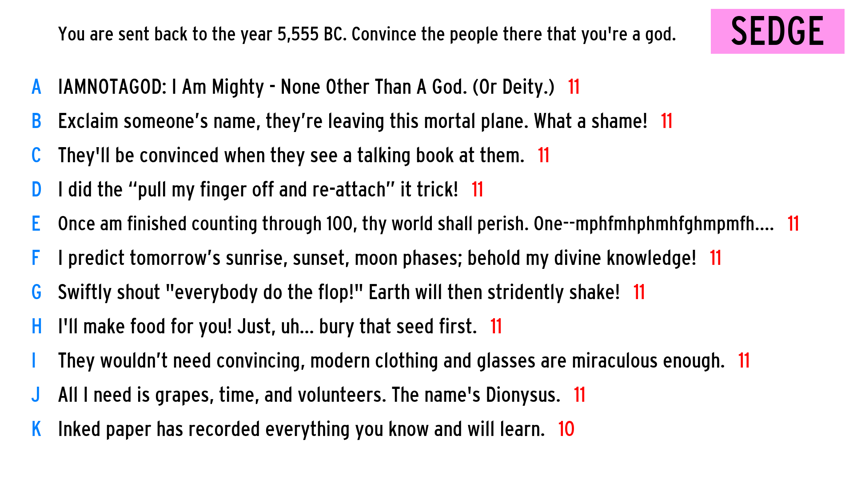 You are sent back to the year 5,555 BC. Convince the people there that you're a god.
SEDGE
A IAMNOTAGOD: I Am Mighty - None Other Than A God. (Or Deity.) 11
B Exclaim someone’s name, they’re leaving this mortal plane. What a shame! 11
C They'll be convinced when they see a talking book at them. 11
D I did the “pull my finger off and re-attach” it trick! 11
E Once am finished counting through 100, thy world shall perish. One--mphfmhphmhfghmpmfh.... 11
F I predict tomorrow’s sunrise, sunset, moon phases; behold my divine knowledge! 11
G Swiftly shout "everybody do the flop!" Earth will then stridently shake! 11
H I'll make food for you! Just, uh... bury that seed first. 11
I They wouldn’t need convincing, modern clothing and glasses are miraculous enough. 11
J All I need is grapes, time, and volunteers. The name's Dionysus. 11
K Inked paper has recorded everything you know and will learn. 10